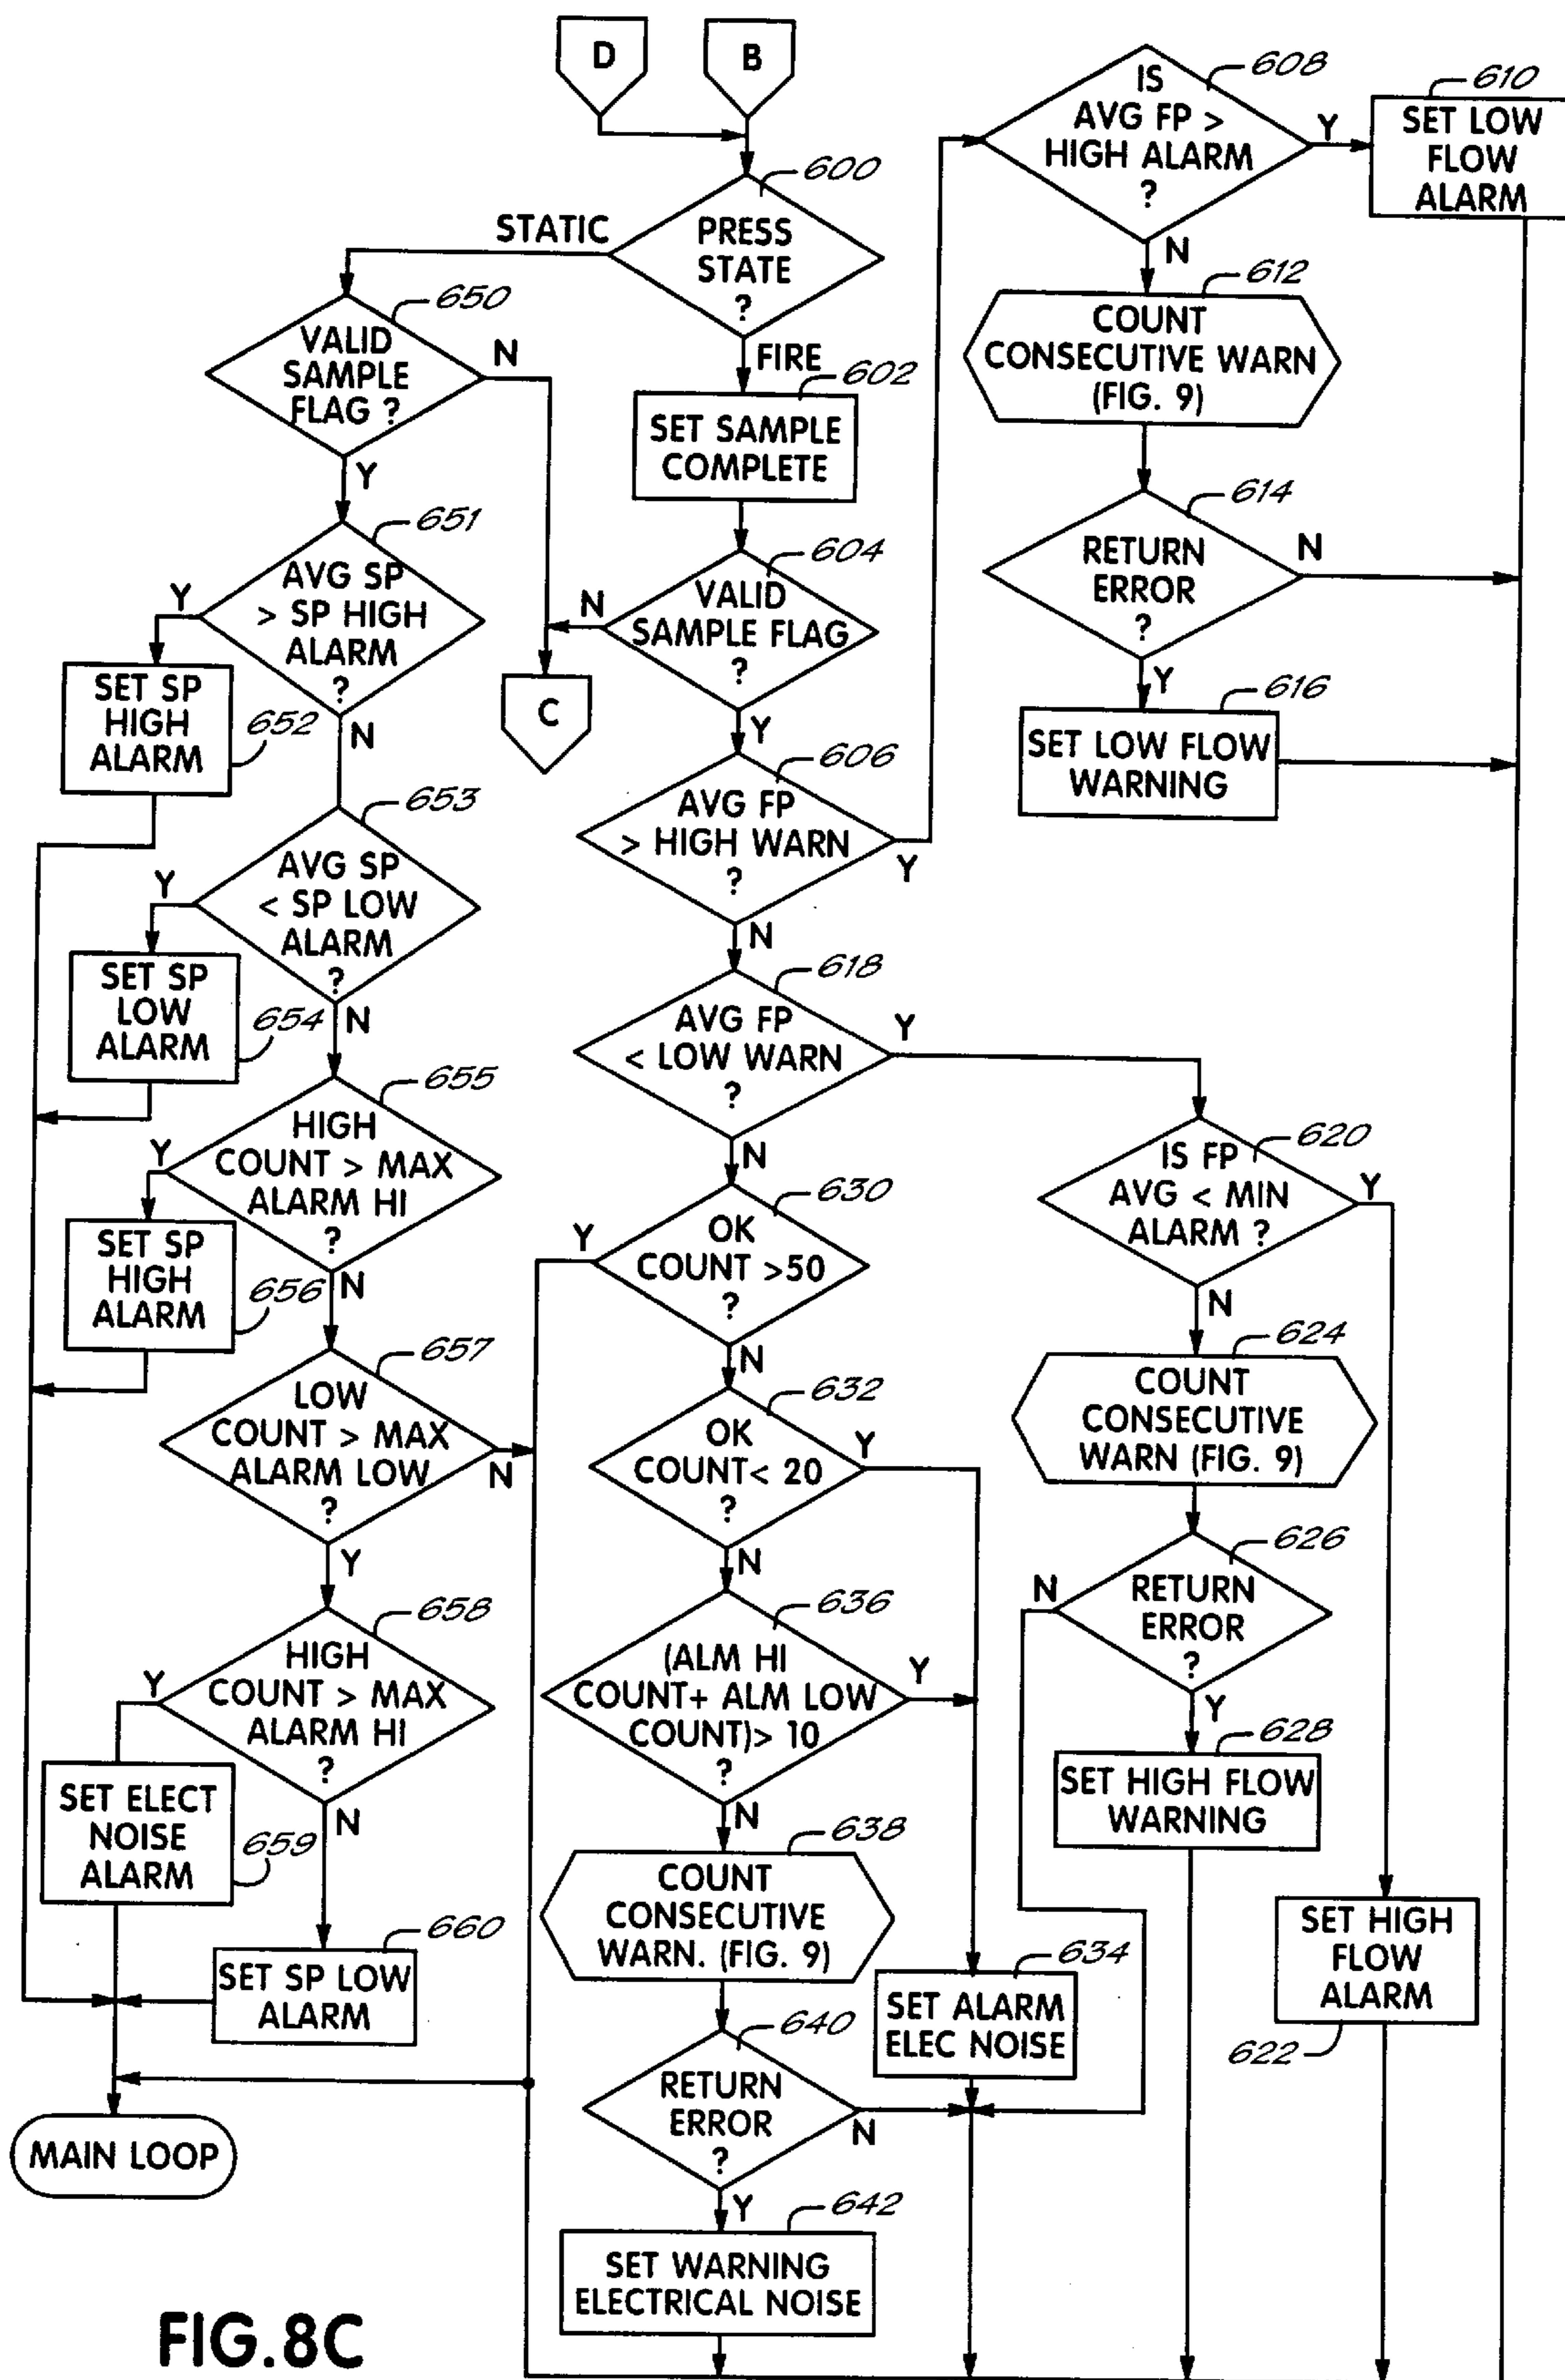 D
B
600
PRESS
STATE
?
STATIC
FIRE
602
SET SAMPLE
COMPLETE
604
VALID
SAMPLE FLAG
?
N
Y
C
606
AVG FP
> HIGH WARN
?
Y
N
608
IS
AVG FP >
HIGH ALARM
?
Y
N
610
SET LOW
FLOW
ALARM
612
COUNT
CONSECUTIVE WARN
(FIG. 9)
614
RETURN
ERROR
?
N
Y
616
SET LOW FLOW
WARNING
618
AVG FP
< LOW WARN
?
Y
N
620
IS FP
AVG < MIN
ALARM ?
Y
N
624
COUNT
CONSECUTIVE
WARN (FIG. 9)
626
RETURN
ERROR
?
N
Y
628
SET HIGH FLOW
WARNING
SET HIGH
FLOW
ALARM
622
630
OK
COUNT >50
?
Y
N
632
OK
COUNT< 20
?
Y
N
636
(ALM HI
COUNT+ ALM LOW
COUNT)> 10
?
Y
N
638
COUNT
CONSECUTIVE
WARN. (FIG. 9)
634
SET ALARM
ELEC NOISE
640
RETURN
ERROR
?
N
Y
642
SET WARNING
ELECTRICAL NOISE
650
VALID
SAMPLE
FLAG ?
N
Y
651
AVG SP
> SP HIGH
ALARM
?
Y
N
SET SP
HIGH
ALARM
652
653
AVG SP
< SP LOW
ALARM
?
Y
N
SET SP
LOW
ALARM
654
655
HIGH
COUNT > MAX
ALARM HI
?
Y
N
SET SP
HIGH
ALARM
656
657
LOW
COUNT > MAX
ALARM LOW
?
N
Y
658
HIGH
COUNT > MAX
ALARM HI
?
Y
N
SET ELECT
NOISE
ALARM
659
660
SET SP LOW
ALARM
MAIN LOOP
FIG.8C